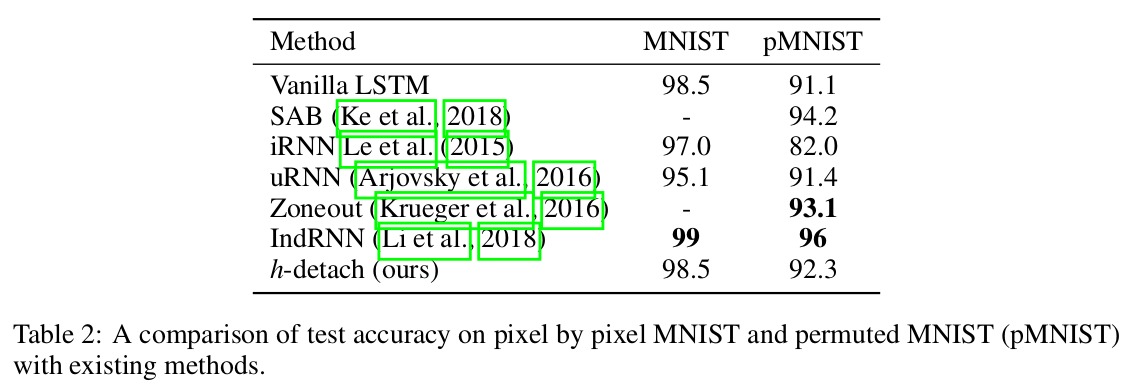 Method MNIST pMNIST
Vanilla LSTM 98.5 91.1
SAB (Ke et al., 2018) - 94.2
iRNN Le et al. (2015) 97.0 82.0
uRNN (Arjovsky et al., 2016) 95.1 91.4
Zoneout (Krueger et al., 2016) - 93.1
IndRNN (Li et al., 2018) 99 96
h-detach (ours) 98.5 92.3
Table 2: A comparison of test accuracy on pixel by pixel MNIST and permuted MNIST (pMNIST)
with existing methods.